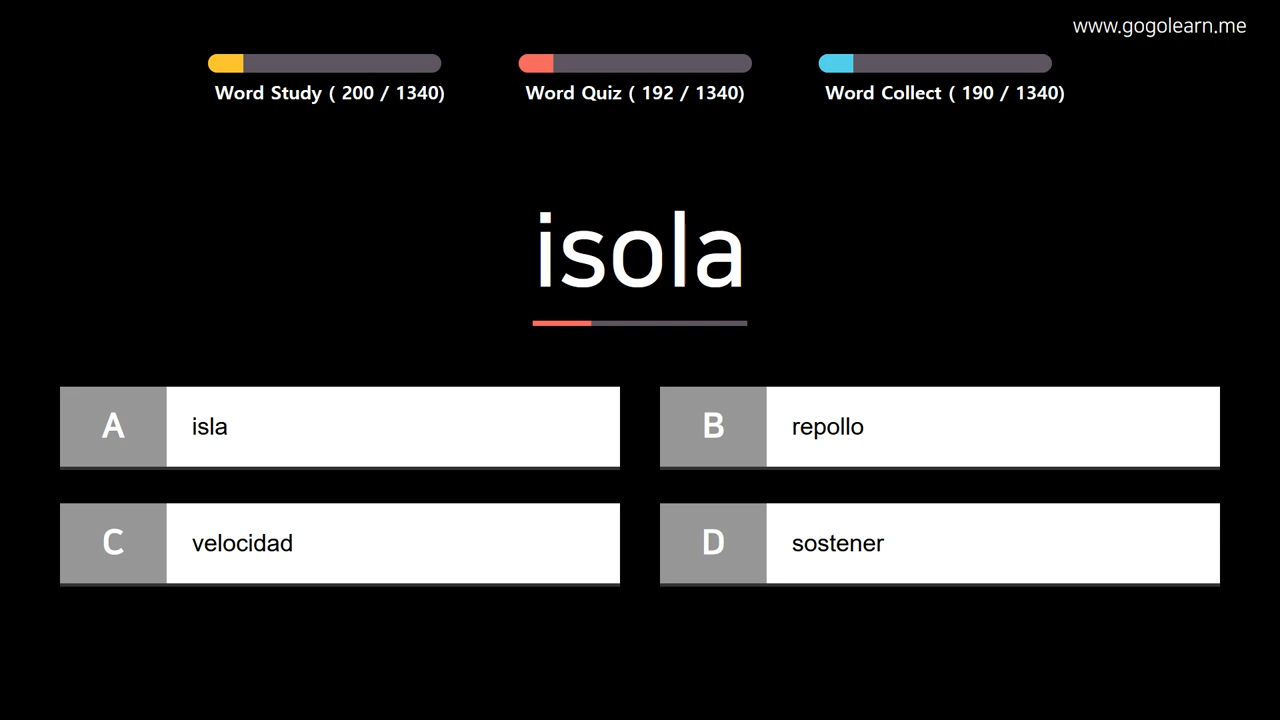 www.gogolearn.me
Word Study ( 200 / 1340)
Word Quiz ( 192 / 1340)
Word Collect ( 190 / 1340)
isola
A isla
B repollo
C velocidad
D sostener